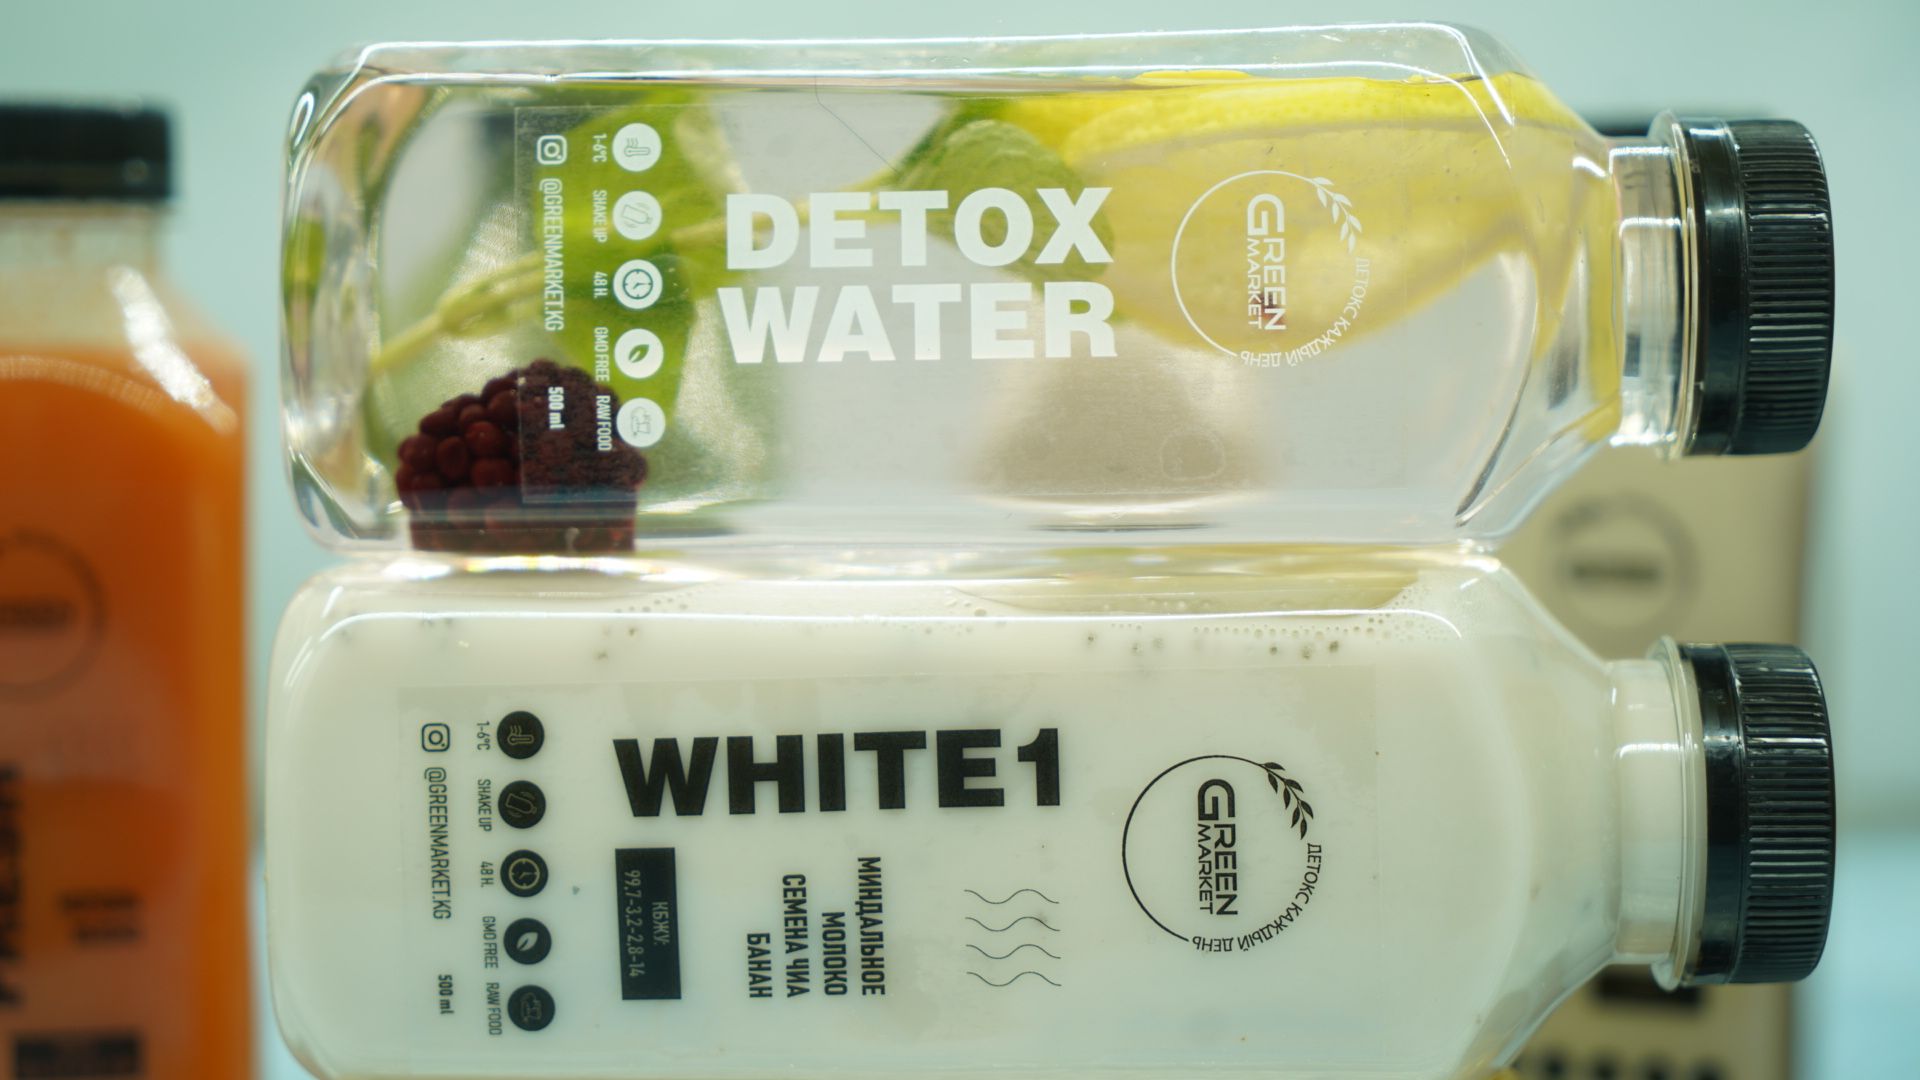 DETOX
WATER
GREEN
MARKET
ДЕТОКС КАЖДЫЙ ДЕНЬ
1-6°C
SHAKE UP
48 H.
GMO FREE
RAW FOOD
@GREENMARKET.KG
500 ml
WHITE1
GREEN
MARKET
ДЕТОКС КАЖДЫЙ ДЕНЬ
МИНДАЛЬНОЕ
МОЛОКО
СЕМЕНА ЧИА
БАНАН
КБЖУ:
99,7-3,2-2,8-14
1-6°C
SHAKE UP
48 H.
GMO FREE
RAW FOOD
@GREENMARKET.KG
500 ml